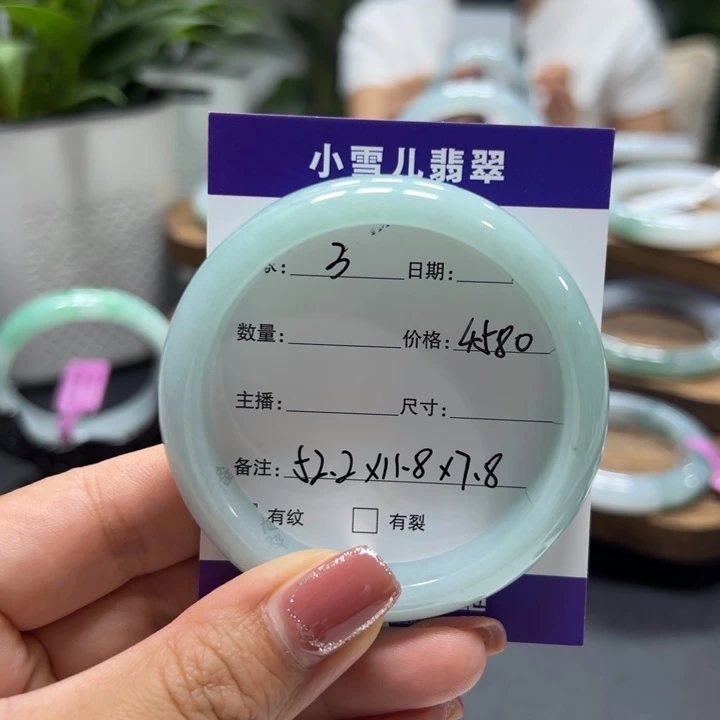 小雪儿翡翠
3 日期:
数量: 价格: 4580
主播: 尺寸:
备注: 52.2x11.8x7.8
有纹 有裂